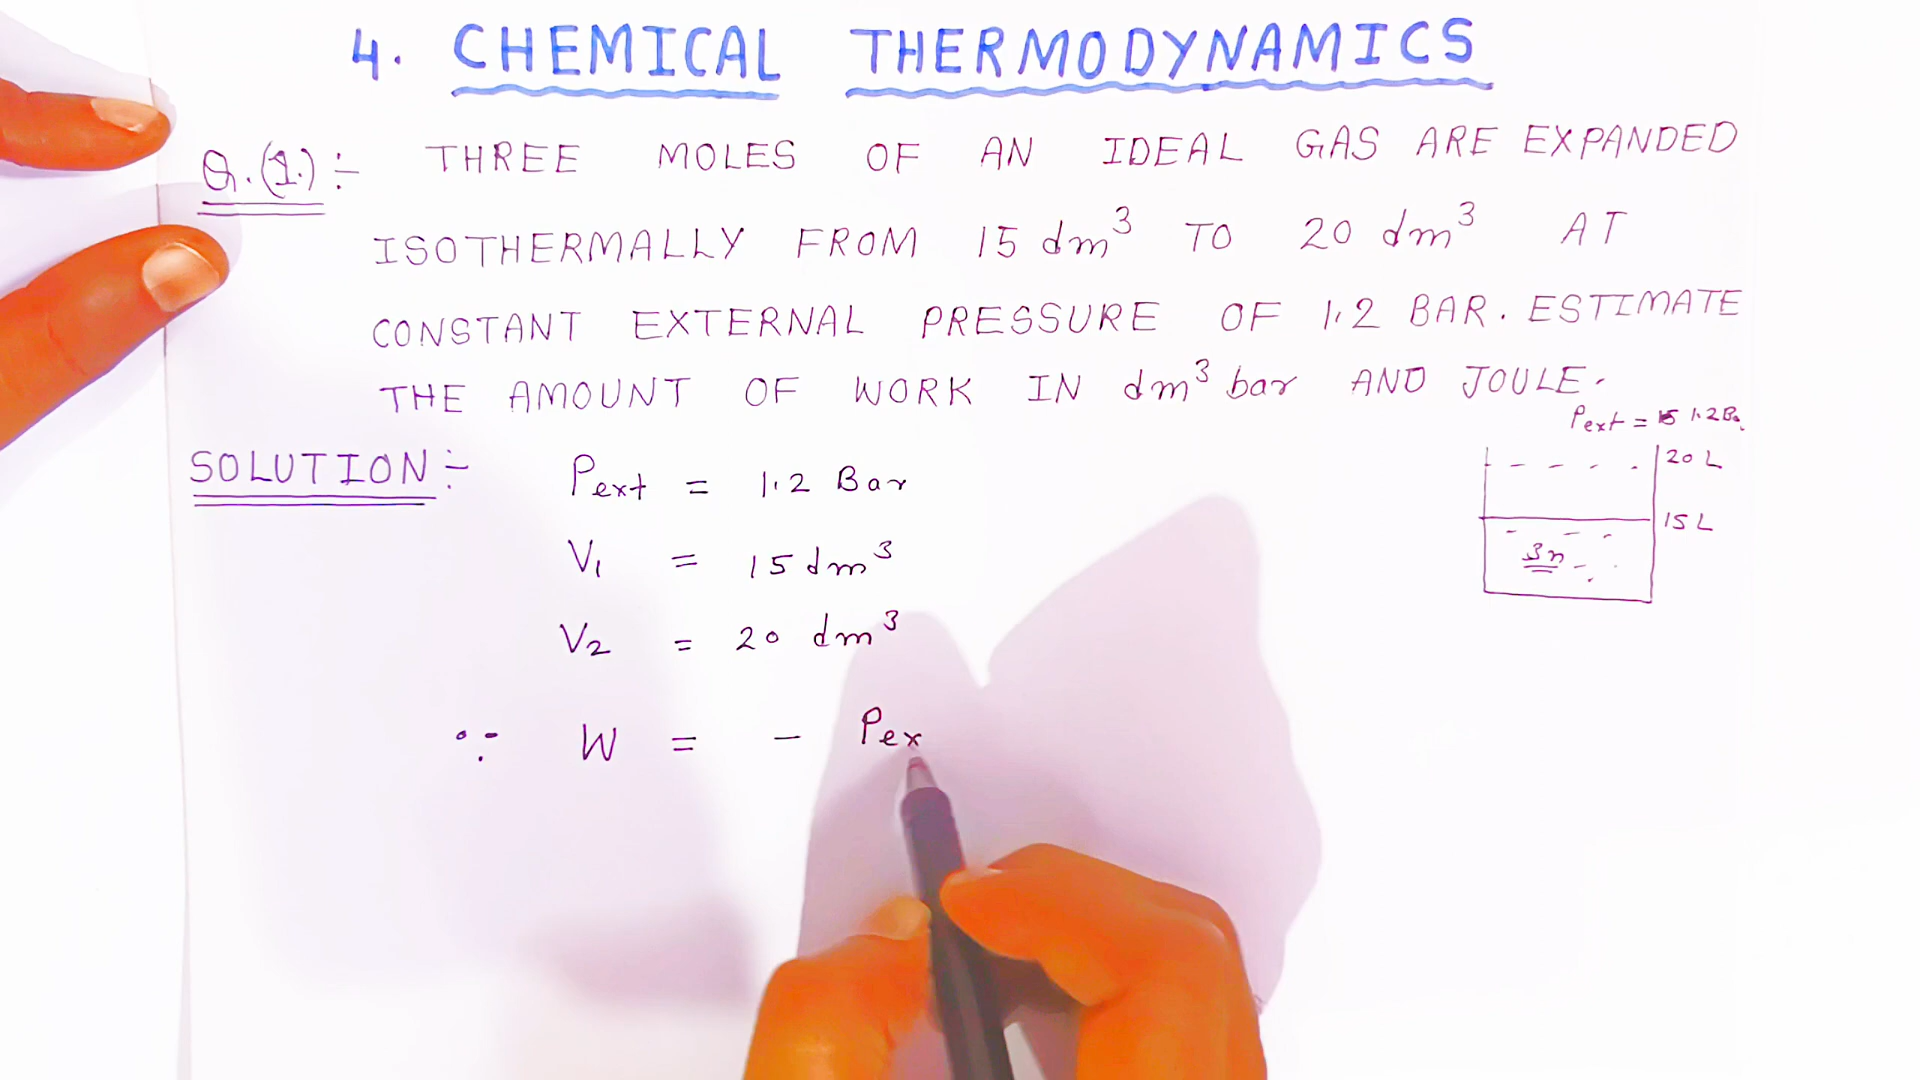 4. CHEMICAL THERMODYNAMICS
Q.(1.) :- THREE MOLES OF AN IDEAL GAS ARE EXPANDED
ISOTHERMALLY FROM 15 dm³ TO 20 dm³ AT
CONSTANT EXTERNAL PRESSURE OF 1.2 BAR. ESTIMATE
THE AMOUNT OF WORK IN dm³ bar AND JOULE.
SOLUTION :-
Pext = 1.2 Bar
V₁ = 15 dm³
V₂ = 20 dm³
∵ W = - Pex
Pext = 1.2 Ba.
20 L
15 L
3n